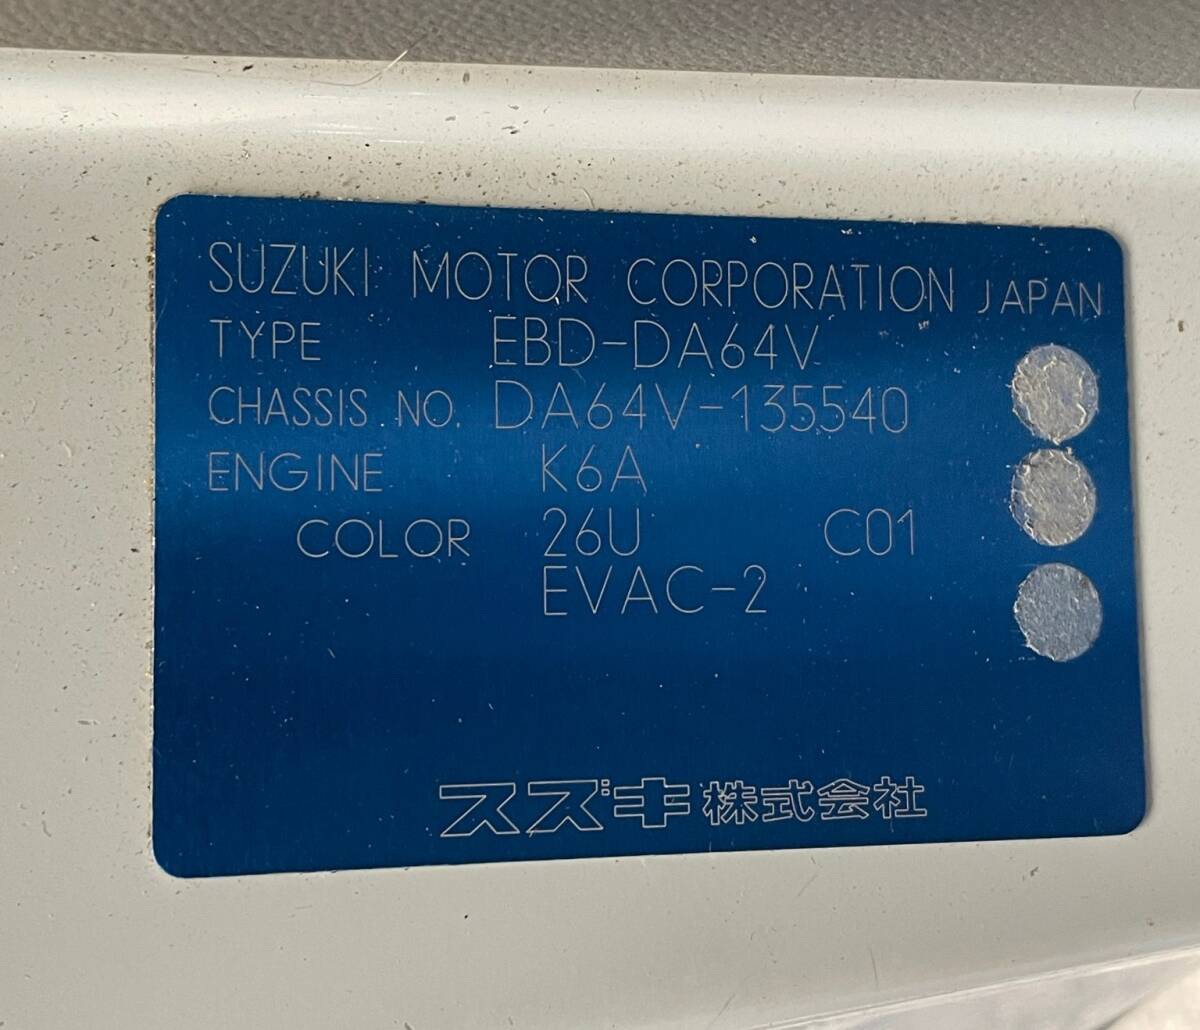 SUZUKI MOTOR CORPORATION JAPAN
TYPE EBD-DA64V
CHASSIS NO. DA64V-135540
ENGINE K6A
COLOR 26U C01
EVAC-2
スズキ株式会社